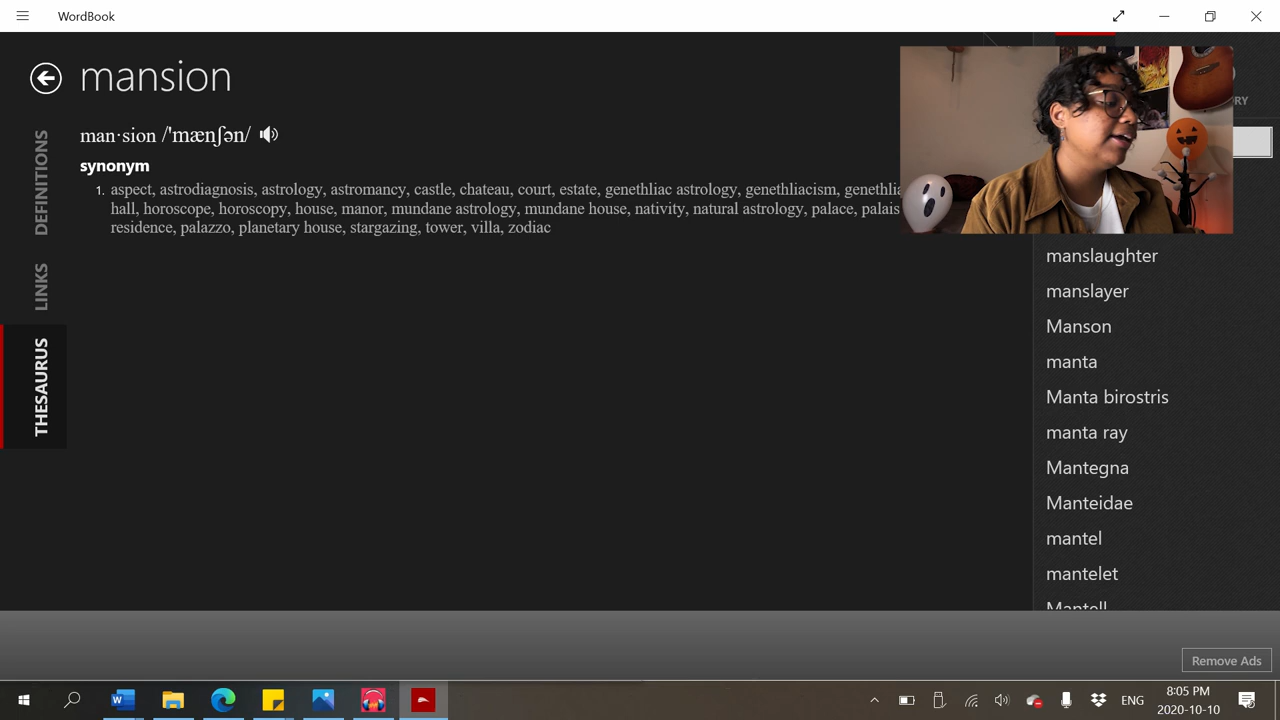 WordBook
mansion
man·sion /'mænʃən/
synonym
1. aspect, astrodiagnosis, astrology, astromancy, castle, chateau, court, estate, genethliac astrology, genethliacism,
hall, horoscope, horoscopy, house, manor, mundane astrology, mundane house, nativity, natural astrology, palace, palais
residence, palazzo, planetary house, stargazing, tower, villa, zodiac
DEFINITIONS
LINKS
THESAURUS
manslaughter
manslayer
Manson
manta
Manta birostris
manta ray
Mantegna
Manteidae
mantel
mantelet
Mantell
Remove Ads
ENG
8:05 PM
2020-10-10